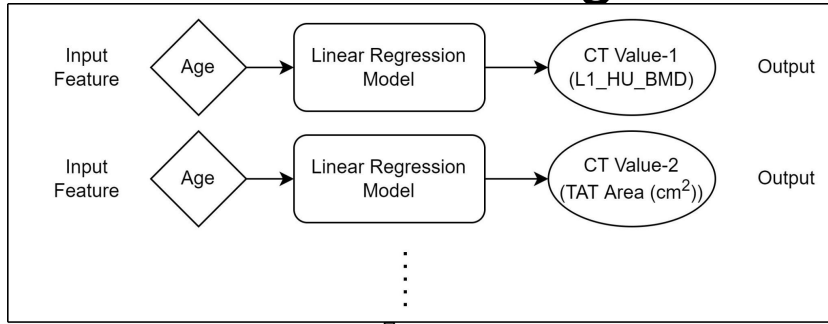 Input
Feature
Age
Linear Regression
Model
CT Value-1
(L1_HU_BMD)
Output
Input
Feature
Age
Linear Regression
Model
CT Value-2
(TAT Area (cm²))
Output